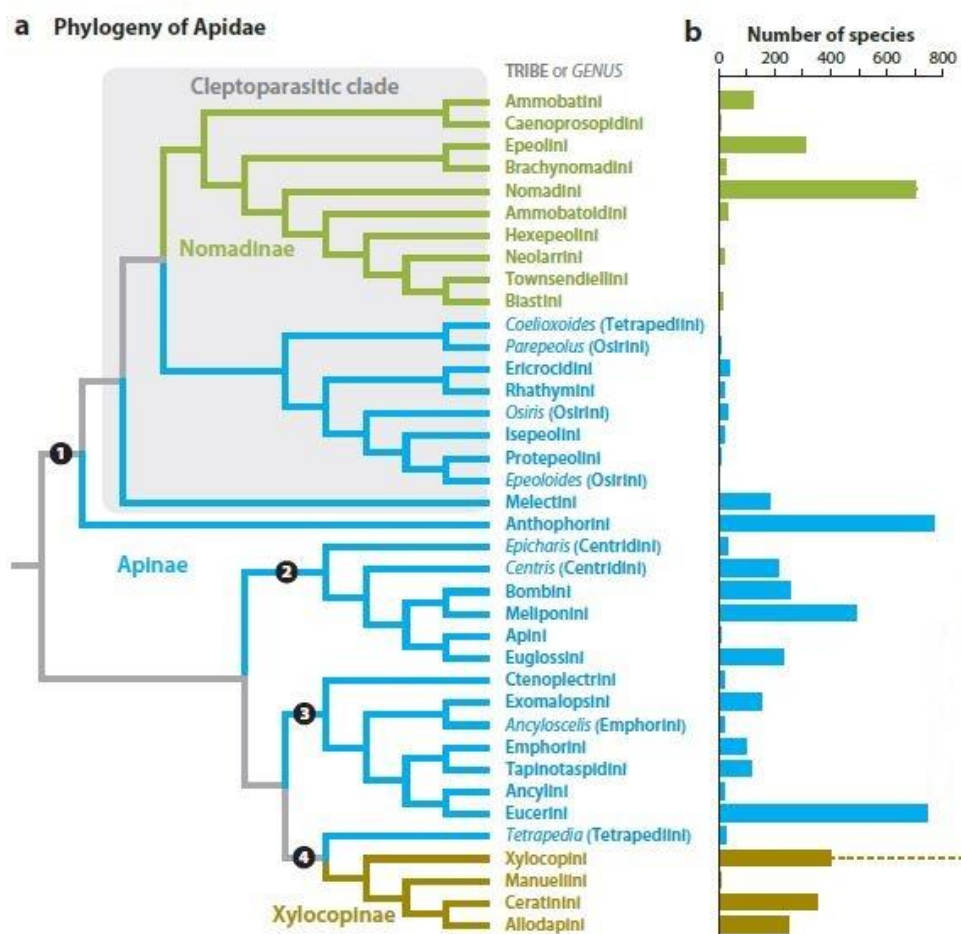 a Phylogeny of Apidae
b Number of species
0 200 400 600 800
TRIBE or GENUS
Cleptoparasitic clade
Ammobatini
Caenoprosopidini
Epeolini
Brachynomadini
Nomadini
Ammobatoidini
Nomadinae
Hexepeolini
Neolarrini
Townsendiellini
Biastini
Coelioxoides (Tetrapediini)
Parepeolus (Osirini)
Ericrocidini
Rhathymini
Osiris (Osirini)
Isepeolini
1
Protepeolini
Epeoloides (Osirini)
Melectini
Anthophorini
Apinae
Epicharis (Centridini)
2
Centris (Centridini)
Bombini
Meliponini
Apini
Euglossini
Ctenoplectrini
Exomalopsini
3
Ancyloscelis (Emphorini)
Emphorini
Tapinotaspidini
Ancylini
Eucerini
Tetrapedia (Tetrapediini)
4
Xylocopini
Manuellini
Xylocopinae
Ceratinini
Allodapini